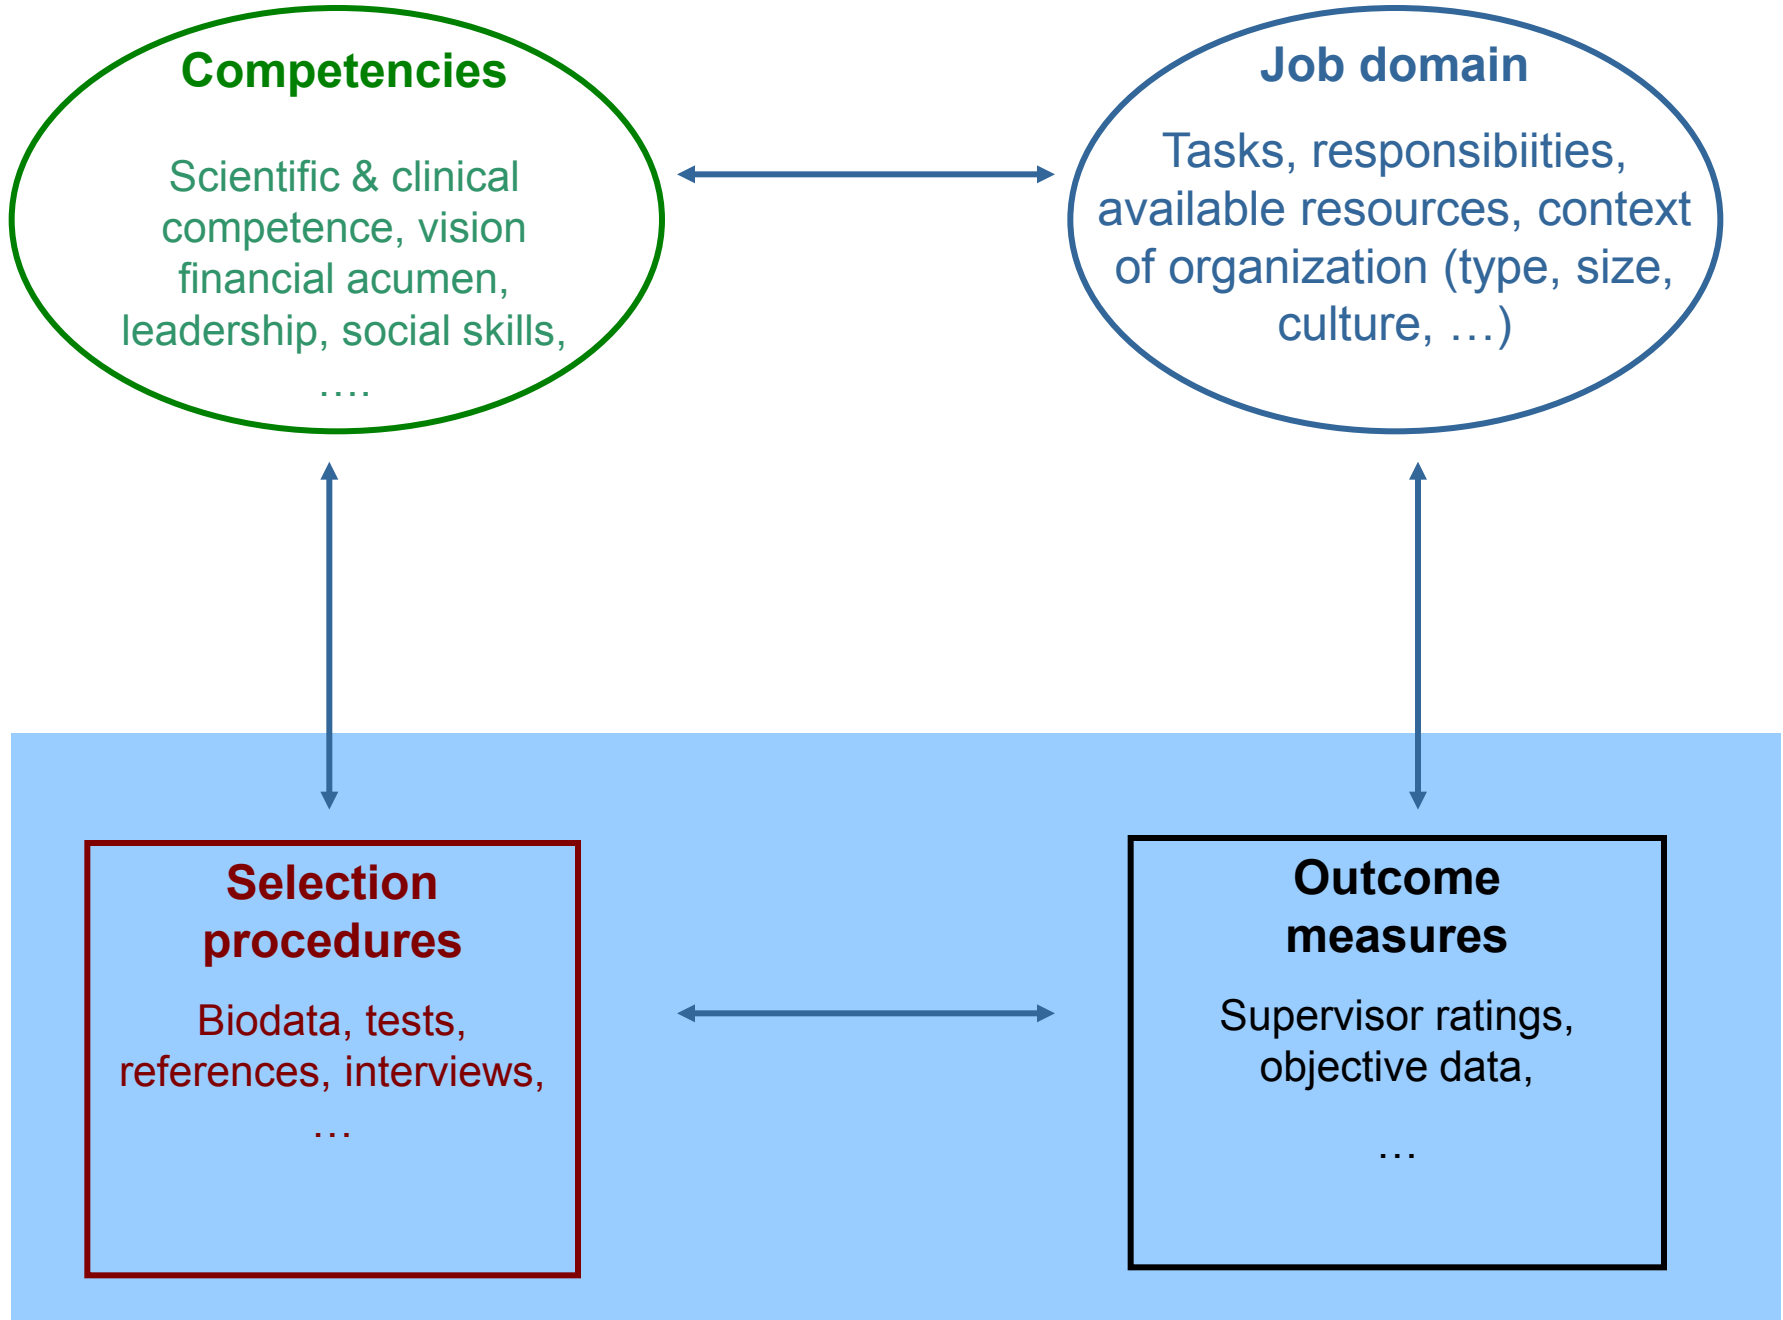 Competencies
Scientific & clinical
competence, vision
financial acumen,
leadership, social skills,
….
Job domain
Tasks, responsibiities,
available resources, context
of organization (type, size,
culture, …)
Selection
procedures
Biodata, tests,
references, interviews,
…
Outcome
measures
Supervisor ratings,
objective data,
…